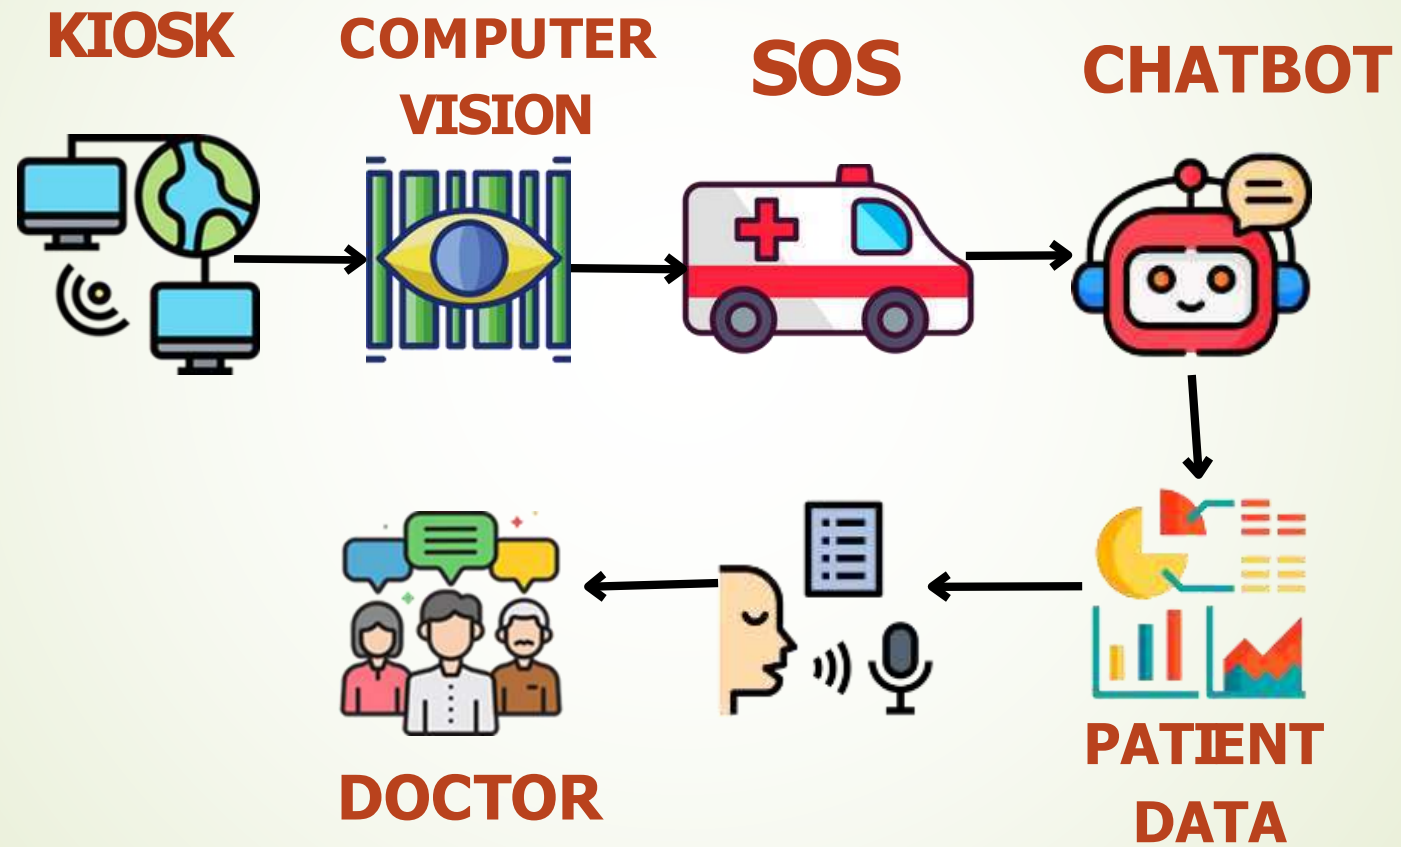 KIOSK
COMPUTER
VISION
SOS
CHATBOT
PATIENT
DATA
DOCTOR